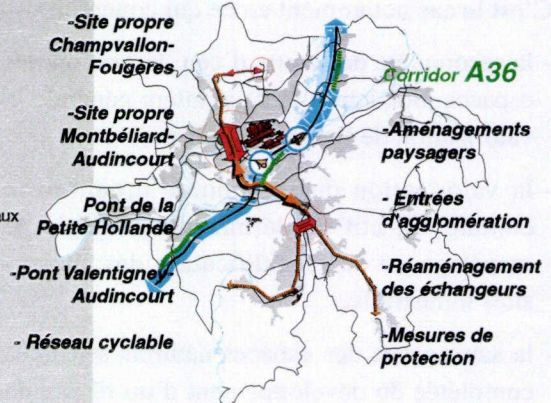 -Site propre
Champvallon-
Fougères
-Site propre
Montbéliard-
Audincourt
aux
Pont de la
Petite Hollande
-Pont Valentigney
Audincourt
- Réseau cyclable
Corridor A36
-Aménagements
paysagers
- Entrées
d'agglomération
-Réaménagement
des échangeurs
-Mesures de
protection